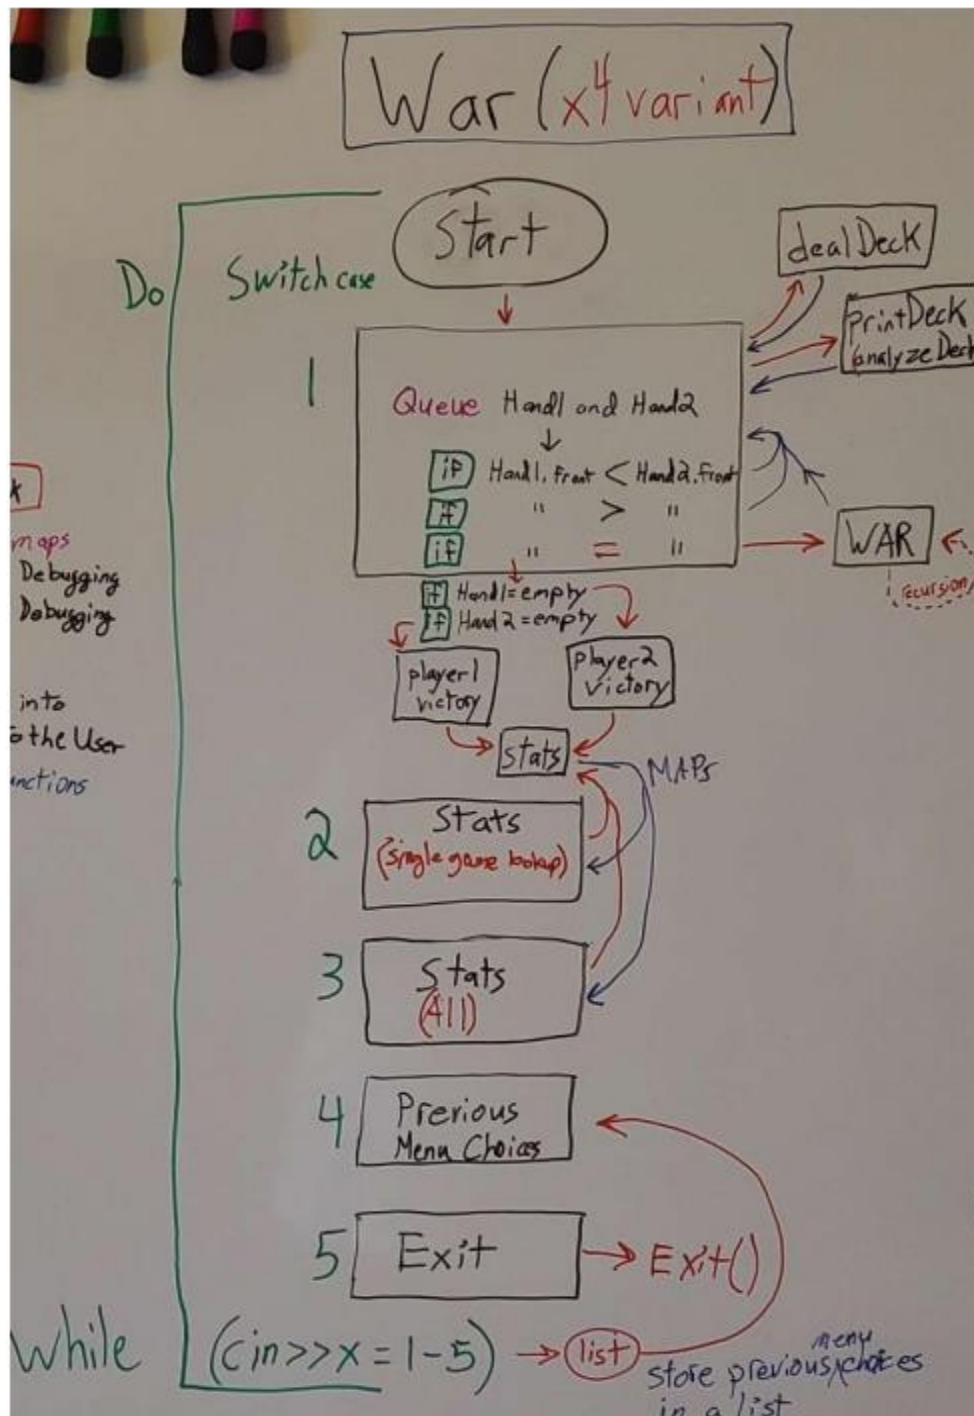 War (x4 variant)
Start
dealDeck
Do
Switch case
printDeck
analyzeDeck
1
Queue Hand1 and Hand2
if Hand1.front < Hand2.front
if " > "
if " = "
WAR
recursion
if Hand1=empty
if Hand2=empty
player1
victory
player2
victory
stats
MAPs
maps
Debugging
Debugging
into
the User
2
Stats
(single game lookup)
3
Stats
(All)
4
Previous
Menu Choices
5
Exit
Exit()
While
(cin>>x=1-5)
list
store previous menu choices
in a list